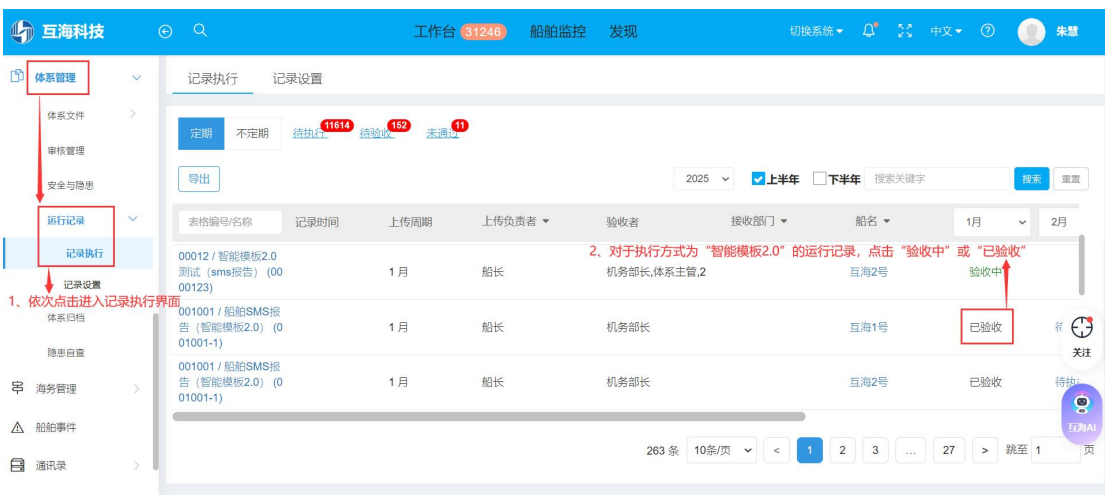 互海科技
工作台 31246 船舶监控 发现
切换系统 中文 朱慧
体系管理
体系文件
审核管理
安全与隐患
运行记录
记录执行
记录设置
1、依次点击进入记录执行界面
体系归档
隐患自查
海务管理
船舶事件
通讯录
记录执行 记录设置
定期 不定期 待执行 11614 待验收 152 未通过 11
导出 2025 上半年 下半年 搜索关键字 搜索 重置
表格编号/名称 记录时间 上传周期 上传负责者 验收者 接收部门 船名 1月 2月
2、对于执行方式为“智能模板2.0”的运行记录，点击“验收中”或“已验收”
00012 / 智能模板2.0
测试（sms报告）(00
00123)
1 月 船长 机务部长,体系主管,2 互海2号 验收中
001001 / 船舶SMS报
告（智能模板2.0）(0
01001-1)
1 月 船长 机务部长 互海1号 已验收 待
001001 / 船舶SMS报
告（智能模板2.0）(0
01001-1)
1 月 船长 机务部长 互海2号 已验收 待执
关注
互海AI
263 条 10条/页 < 1 2 3 ... 27 > 跳至 1 页